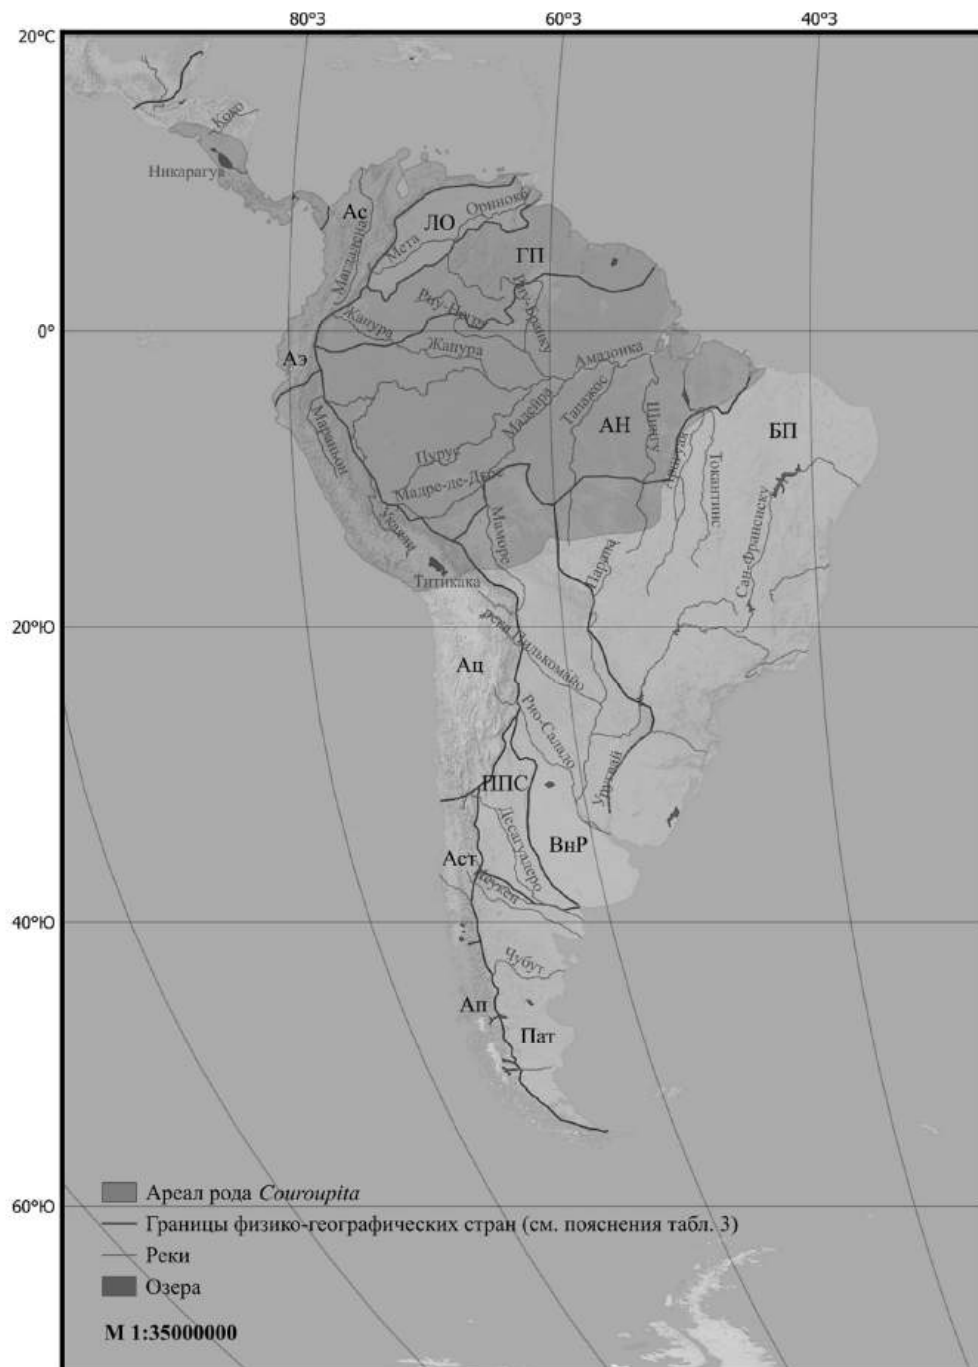 80°З 60°З 40°З
20°С
Коко
Никарагуа
Ас
ЛО
Ориноко
Мета
Магдалена
ГП
Риу-Негру
Риу-Бранку
Жапура
0°
Жапура
Аэ
Амазонка
Мараньон
Мадейра
Тапажос
АН
Шингу
БП
Пурус
Мадре-де-Дьос
Арагуая
Токантинс
Укаяли
Маморе
Парана
Сан-Франсиску
Титикака
20°Ю
река Пилькомайо
Ац
Рио-Саладо
ППС
Уругвай
Десагуадеро
ВнР
Аст
Неукен
40°Ю
Чубут
Ап
Пат
Ареал рода Couroupita
60°Ю
Границы физико-географических стран (см. пояснения табл. 3)
Реки
Озера
М 1:35000000